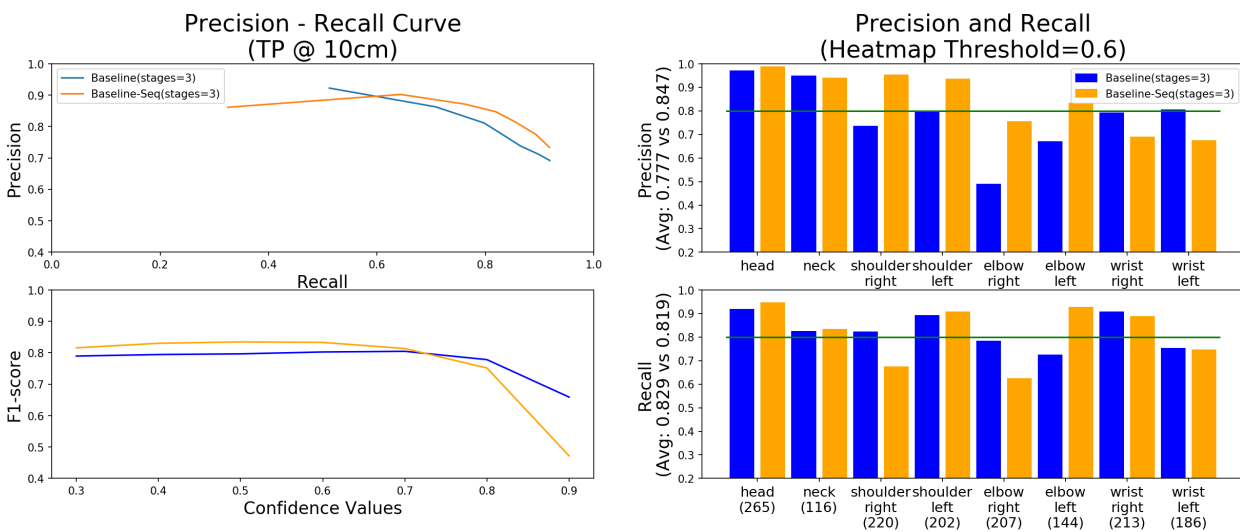 Precision - Recall Curve
(TP @ 10cm)
1.0
0.9
0.8
0.7
0.6
0.5
0.4
Precision
Baseline(stages=3)
Baseline-Seq(stages=3)
0.0 0.2 0.4 0.6 0.8 1.0
Recall
1.0
0.9
0.8
0.7
0.6
0.5
0.4
F1-score
0.3 0.4 0.5 0.6 0.7 0.8 0.9
Confidence Values
Precision and Recall
(Heatmap Threshold=0.6)
1.0
0.9
0.8
0.7
0.6
0.5
0.4
0.3
0.2
Precision
(Avg: 0.777 vs 0.847)
Baseline(stages=3)
Baseline-Seq(stages=3)
head neck shoulder shoulder elbow elbow wrist wrist
right left right left right left
1.0
0.9
0.8
0.7
0.6
0.5
0.4
0.3
0.2
Recall
(Avg: 0.829 vs 0.819)
head neck shoulder shoulder elbow elbow wrist wrist
(265) (116) right left right left right left
(220) (202) (207) (144) (213) (186)